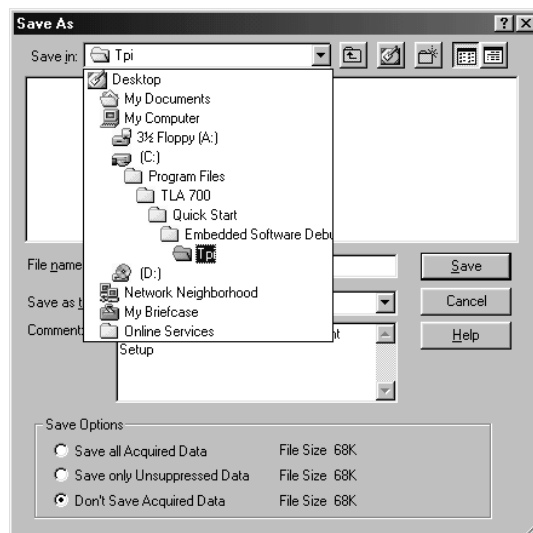 Save As
Save in: Tpi
Desktop
My Documents
My Computer
3½ Floppy (A:)
(C:)
Program Files
TLA 700
Quick Start
Embedded Software Debu
Tpi
(D:)
Network Neighborhood
My Briefcase
Online Services
File name
Save
Save as t
Cancel
Comment:
Setup
Help
Save Options
Save all Acquired Data File Size 68K
Save only Unsuppressed Data File Size 68K
Don't Save Acquired Data File Size 68K